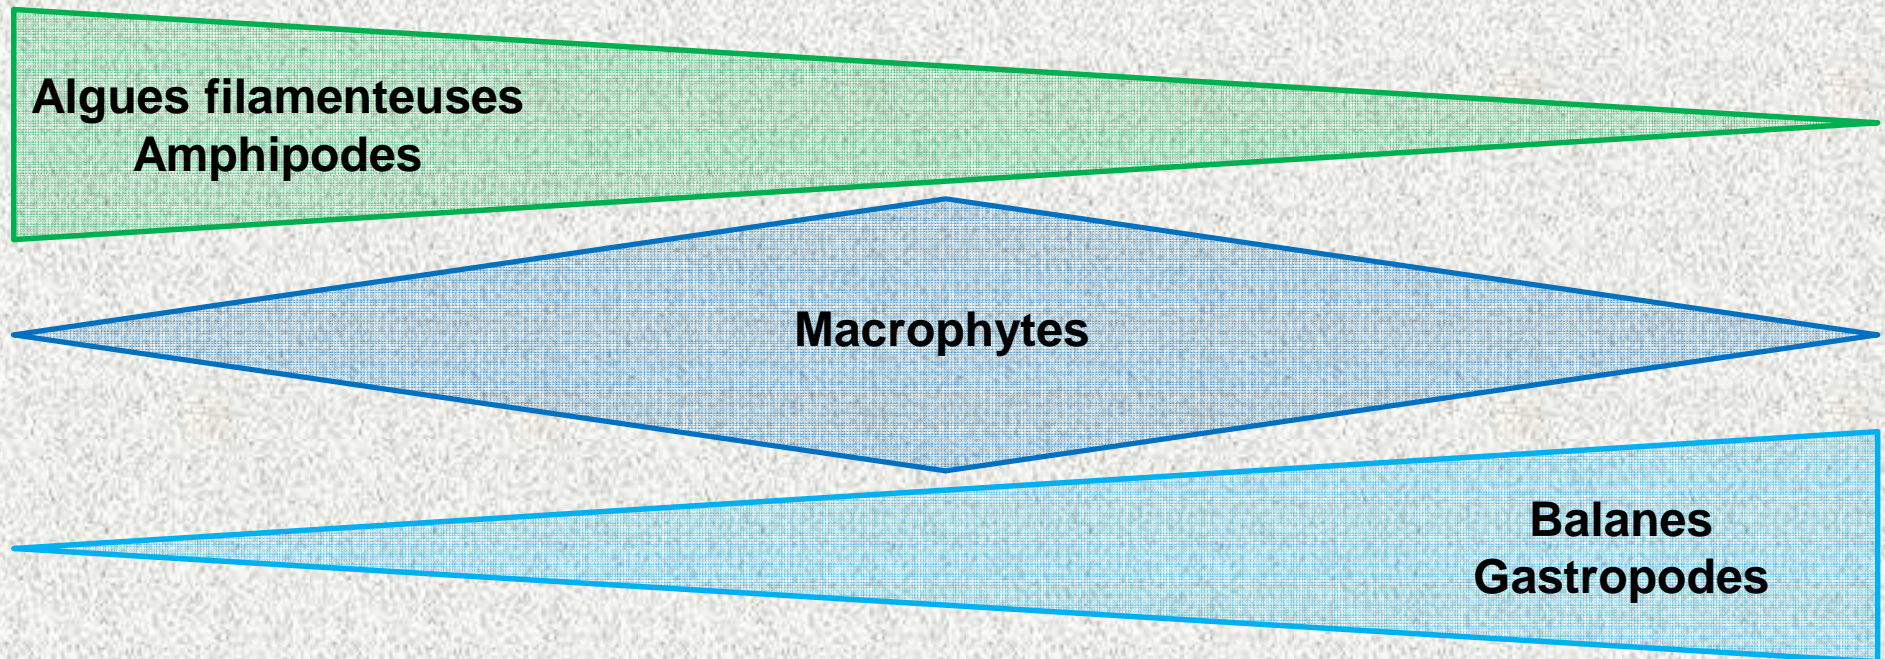 Algues filamenteuses
Amphipodes
Macrophytes
Balanes
Gastropodes